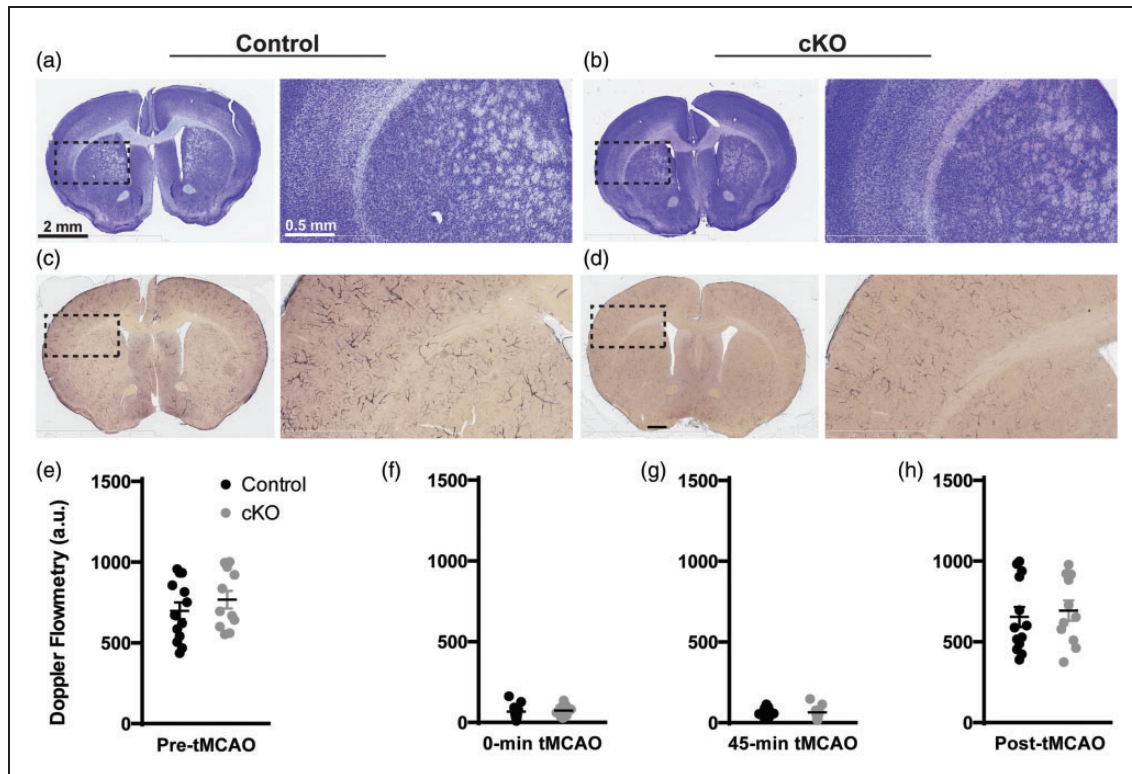 Control
cKO
(a)
(b)
2 mm
0.5 mm
(c)
(d)
(e)
(f)
(g)
(h)
Doppler Flowmetry (a.u.)
1500
1000
500
0
Control
cKO
Pre-tMCAO
1500
1000
500
0
0-min tMCAO
1500
1000
500
0
45-min tMCAO
1500
1000
500
0
Post-tMCAO